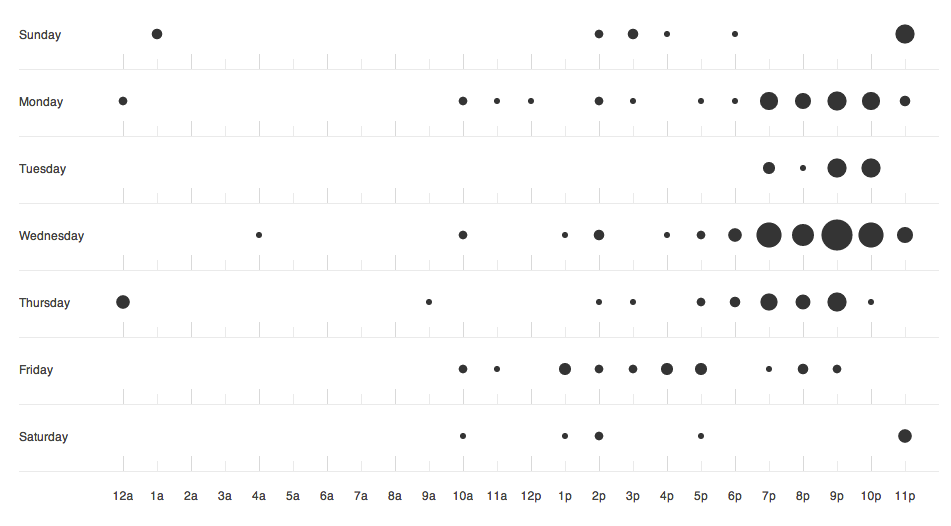 Sunday
Monday
Tuesday
Wednesday
Thursday
Friday
Saturday
12a 1a 2a 3a 4a 5a 6a 7a 8a 9a 10a 11a 12p 1p 2p 3p 4p 5p 6p 7p 8p 9p 10p 11p